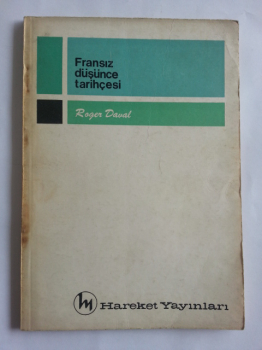 Fransız
düşünce
tarihçesi
Roger Daval
Hareket Yayınları